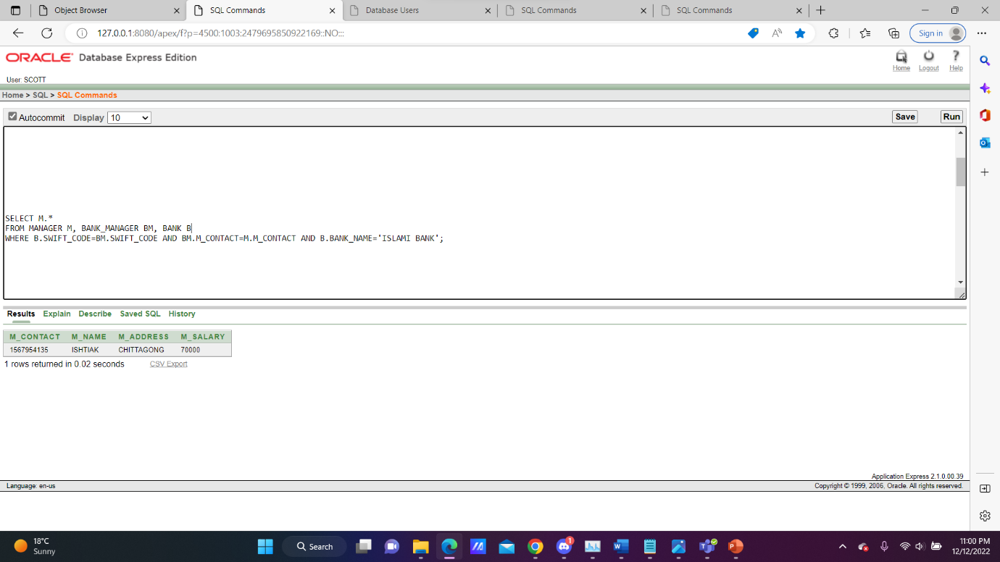 Object Browser
SQL Commands
Database Users
SQL Commands
SQL Commands
127.0.0.1:8080/apex/f?p=4500:1003:2479695850922169::NO:::
Sign in
ORACLE Database Express Edition
Home
Logout
Help
User: SCOTT
Home > SQL > SQL Commands
Autocommit Display 10
Save
Run
SELECT M.*
FROM MANAGER M, BANK_MANAGER BM, BANK B
WHERE B.SWIFT_CODE=BM.SWIFT_CODE AND BM.M_CONTACT=M.M_CONTACT AND B.BANK_NAME='ISLAMI BANK';
Results Explain Describe Saved SQL History
M_CONTACT M_NAME M_ADDRESS M_SALARY
1567954135 ISHTIAK CHITTAGONG 70000
1 rows returned in 0.02 seconds CSV Export
Application Express 2.1.0.00.39
Language: en-us
Copyright © 1999, 2006, Oracle. All rights reserved.
18°C
Sunny
Search
1
11:00 PM
12/12/2022